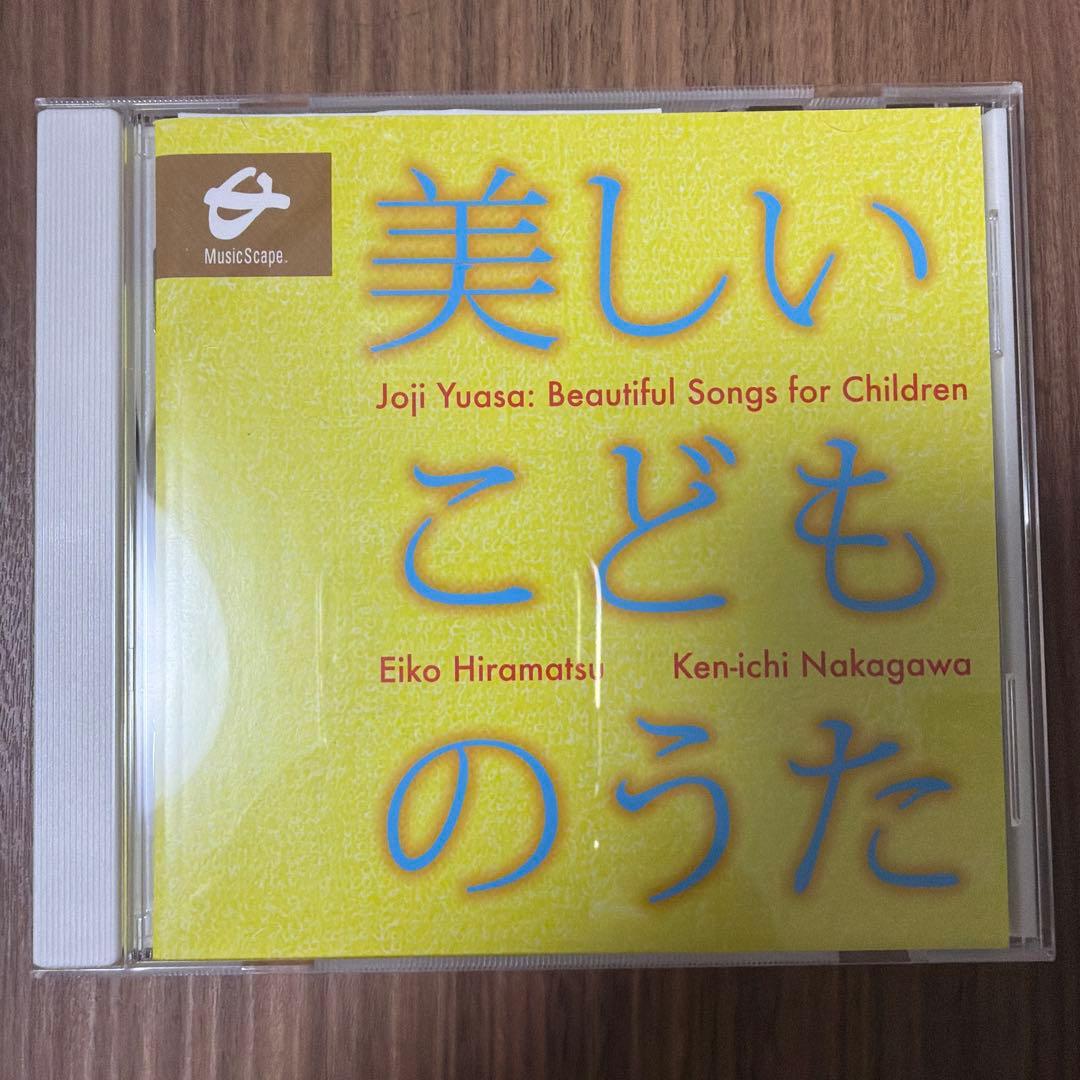 MusicScape™
美しい
Joji Yuasa: Beautiful Songs for Children
こども
Eiko Hiramatsu Ken-ichi Nakagawa
のうた